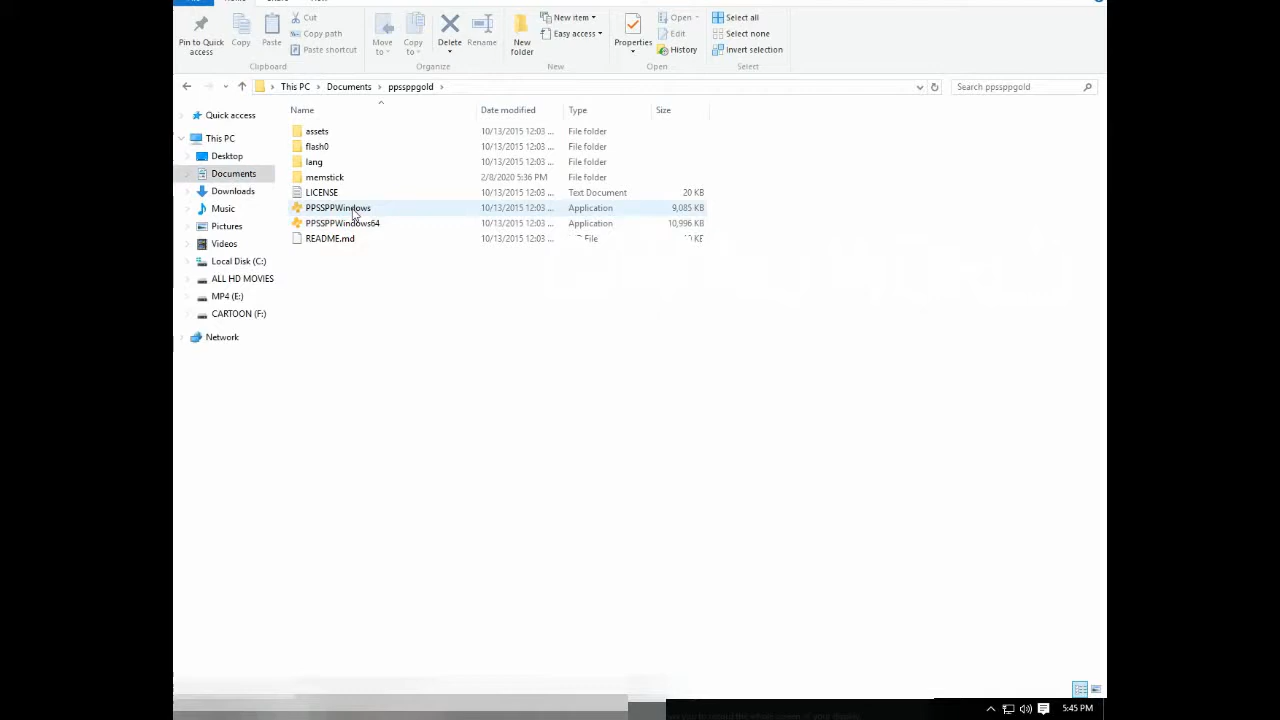 Pin to Quick access
Copy
Paste
Cut
Copy path
Paste shortcut
Clipboard
Move to
Copy to
Delete
Rename
Organize
New folder
New item
Easy access
New
Properties
Open
Edit
History
Open
Select all
Select none
Invert selection
Select
This PC > Documents > ppssppgold >
Search ppssppgold
Name Date modified Type Size
Quick access
This PC
Desktop
Documents
Downloads
Music
Pictures
Videos
Local Disk (C:)
ALL HD MOVIES
MP4 (E:)
CARTOON (F:)
Network
assets 10/13/2015 12:03 ... File folder
flash0 10/13/2015 12:03 ... File folder
lang 10/13/2015 12:03 ... File folder
memstick 2/8/2020 5:36 PM File folder
LICENSE 10/13/2015 12:03 ... Text Document 20 KB
PPSSPPWindows 10/13/2015 12:03 ... Application 9,085 KB
PPSSPPWindows64 10/13/2015 12:03 ... Application 10,996 KB
README.md 10/13/2015 12:03 ... File KB
5:45 PM